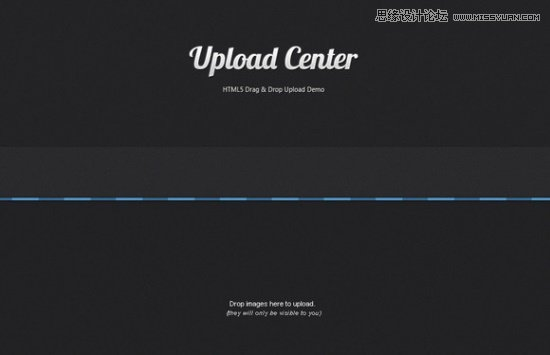 思缘设计论坛 WWW.MISSYUAN.COM
Upload Center
HTML5 Drag & Drop Upload Demo
Drop images here to upload.
(they will only be visible to you)